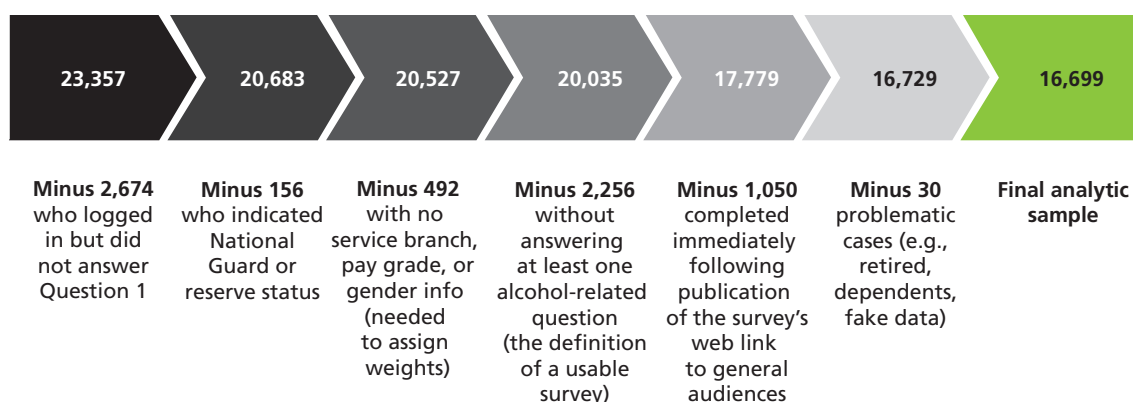 23,357
20,683
20,527
20,035
17,779
16,729
16,699
Minus 2,674
who logged
in but did
not answer
Question 1
Minus 156
who indicated
National
Guard or
reserve status
Minus 492
with no
service branch,
pay grade, or
gender info
(needed
to assign
weights)
Minus 2,256
without
answering
at least one
alcohol-related
question
(the definition
of a usable
survey)
Minus 1,050
completed
immediately
following
publication
of the survey’s
web link
to general
audiences
Minus 30
problematic
cases (e.g.,
retired,
dependents,
fake data)
Final analytic
sample